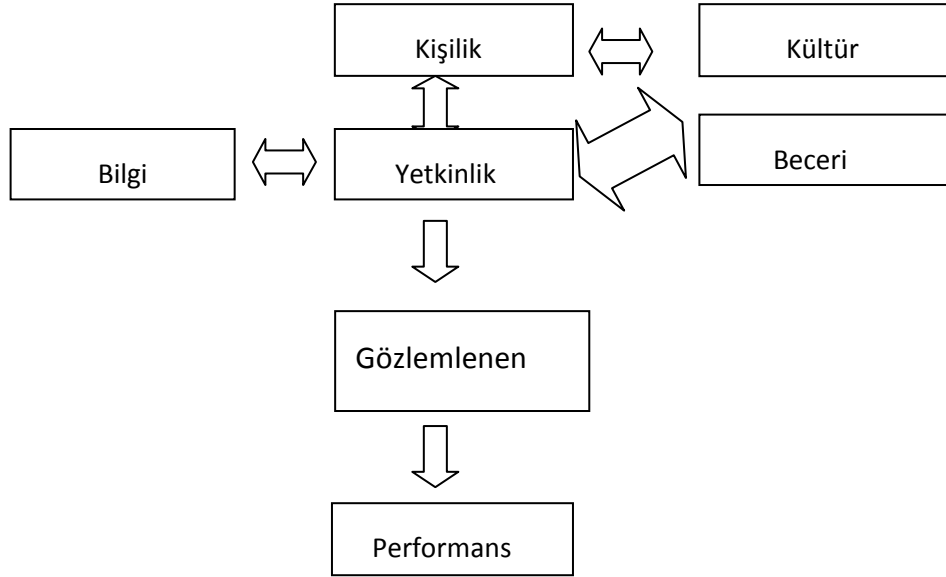 Kişilik
Kültür
Bilgi
Yetkinlik
Beceri
Gözlemlenen
Performans